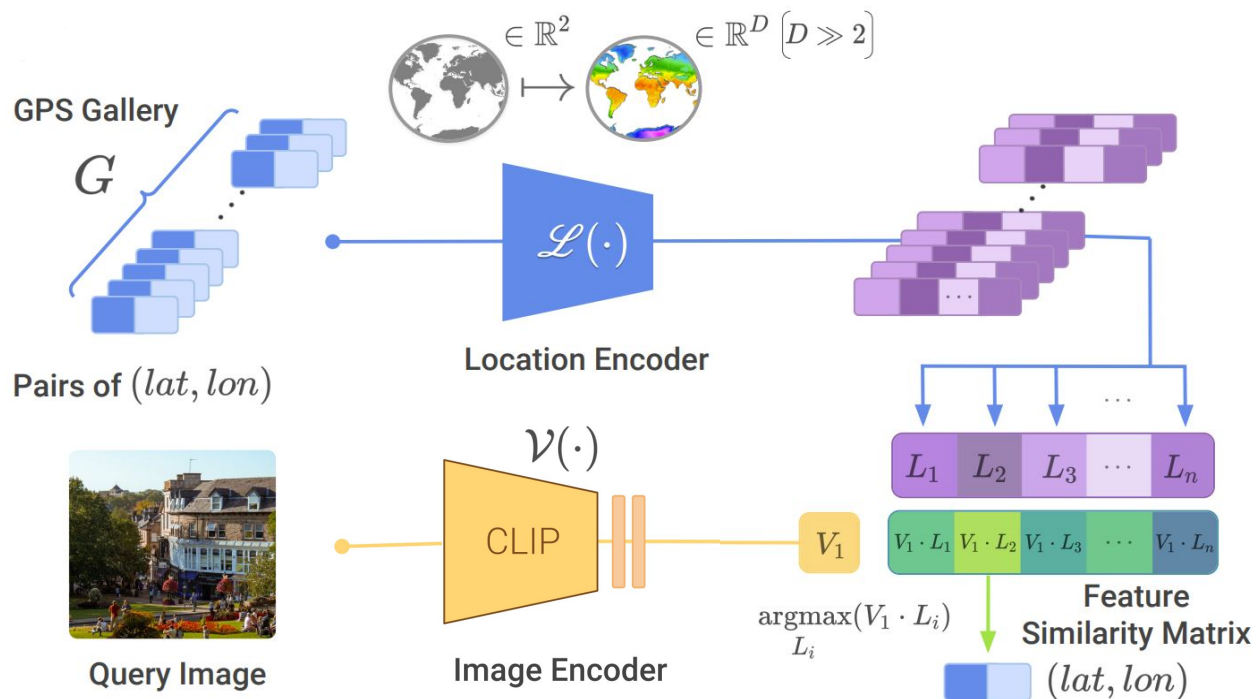 ∈ ℝ² ↦ ∈ ℝᴰ [D ≫ 2]
GPS Gallery
G
ℒ(·)
...
Location Encoder
Pairs of (lat, lon)
...
𝒱(·)
L₁ L₂ L₃ ... Lₙ
CLIP
V₁
V₁ · L₁ V₁ · L₂ V₁ · L₃ ... V₁ · Lₙ
argmax(V₁ · Lᵢ)
Lᵢ
Feature
Similarity Matrix
Query Image
Image Encoder
(lat, lon)